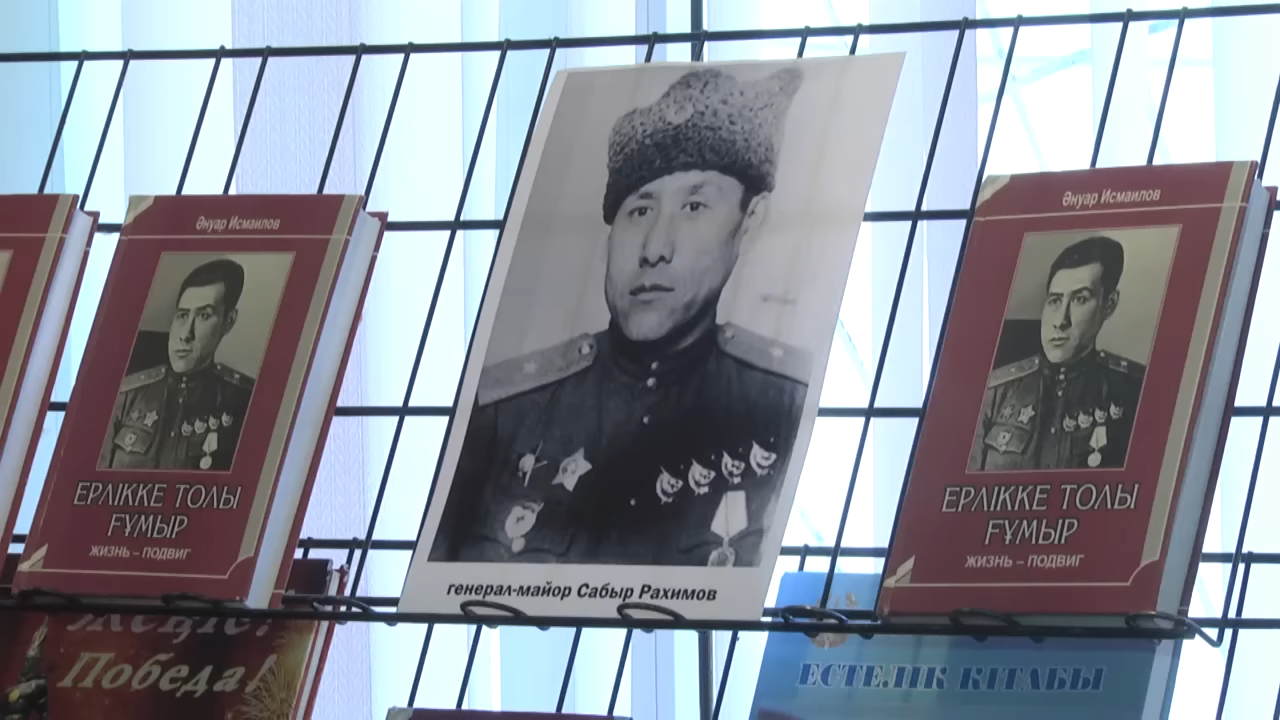 Әнуар Исмаилов
ЕРЛІККЕ ТОЛЫ
ҒҰМЫР
ЖИЗНЬ – ПОДВИГ
генерал-майор Сабыр Рахимов
Әнуар Исмаилов
ЕРЛІККЕ ТОЛЫ
ҒҰМЫР
ЖИЗНЬ – ПОДВИГ
Жеңіс!
Победа!
ЕСТЕЛІК КІТАБЫ